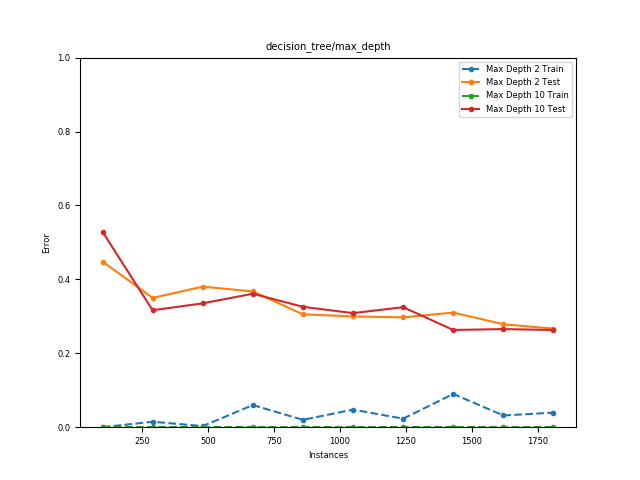 decision_tree/max_depth
1.0
0.8
0.6
0.4
0.2
0.0
Error
Max Depth 2 Train
Max Depth 2 Test
Max Depth 10 Train
Max Depth 10 Test
250 500 750 1000 1250 1500 1750
Instances